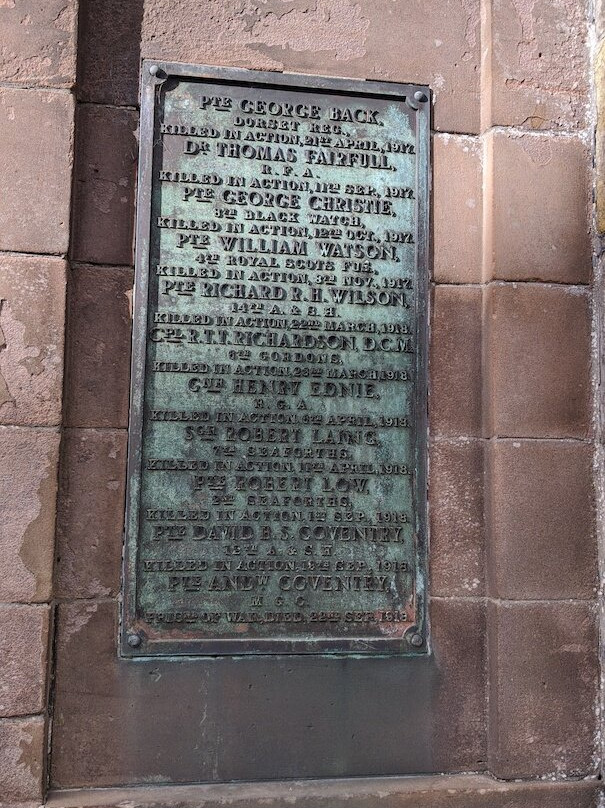 PTE GEORGE BACK,
DORSET REG.,
KILLED IN ACTION, 21ST APRIL, 1917.
DR THOMAS FAIRFULL,
R. F. A.
KILLED IN ACTION, 11TH SEP., 1917.
PTE GEORGE CHRISTIE,
8TH BLACK WATCH,
KILLED IN ACTION, 12TH OCT., 1917.
PTE WILLIAM WATSON,
4TH ROYAL SCOTS FUS.,
KILLED IN ACTION, 8TH NOV., 1917.
PTE RICHARD R. H. WILSON,
14TH A. & S. H.
KILLED IN ACTION, 22ND MARCH, 1918.
CPL R. T. T. RICHARDSON, D. C. M.
6TH GORDONS,
KILLED IN ACTION, 23RD MARCH, 1918.
GNR HENRY EDNIE,
R. G. A.
KILLED IN ACTION, 6TH APRIL, 1918.
SGT ROBERT LAING,
7TH SEAFORTHS,
KILLED IN ACTION, 11TH APRIL, 1918.
PTE ROBERT LOW,
2ND SEAFORTHS,
KILLED IN ACTION, 1ST SEP., 1918.
PTE DAVID B. S. COVENTRY,
A. & S. H.
KILLED IN ACTION, 18TH SEP., 1918.
PTE ANDW COVENTRY,
M. G. C.
PRISR OF WAR, DIED, 22ND SEP. 1918.